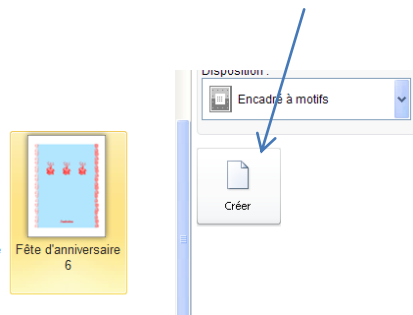 Disposition :
Encadré à motifs
Créer
Fête d'anniversaire
6